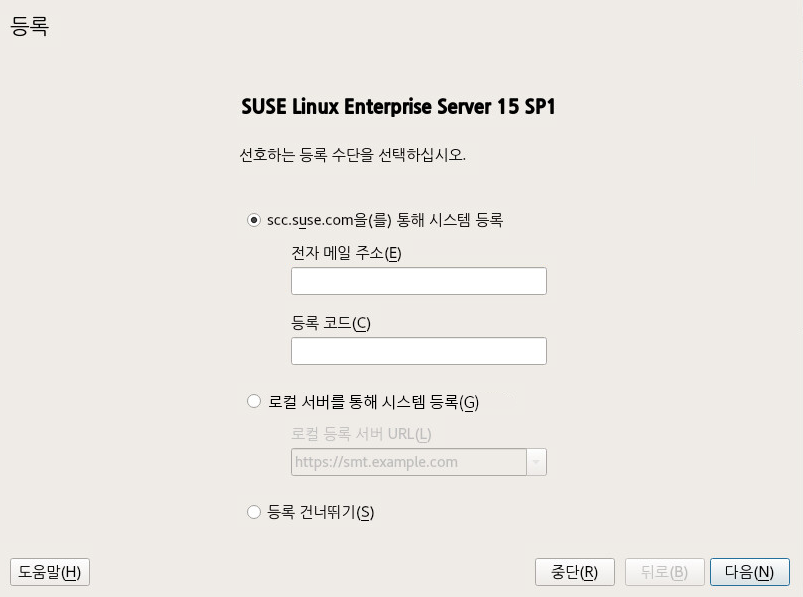 등록
SUSE Linux Enterprise Server 15 SP1
선호하는 등록 수단을 선택하십시오.
scc.suse.com을(를) 통해 시스템 등록
전자 메일 주소(E)
등록 코드(C)
로컬 서버를 통해 시스템 등록(G)
로컬 등록 서버 URL(L)
https://smt.example.com
등록 건너뛰기(S)
도움말(H) 중단(R) 뒤로(B) 다음(N)